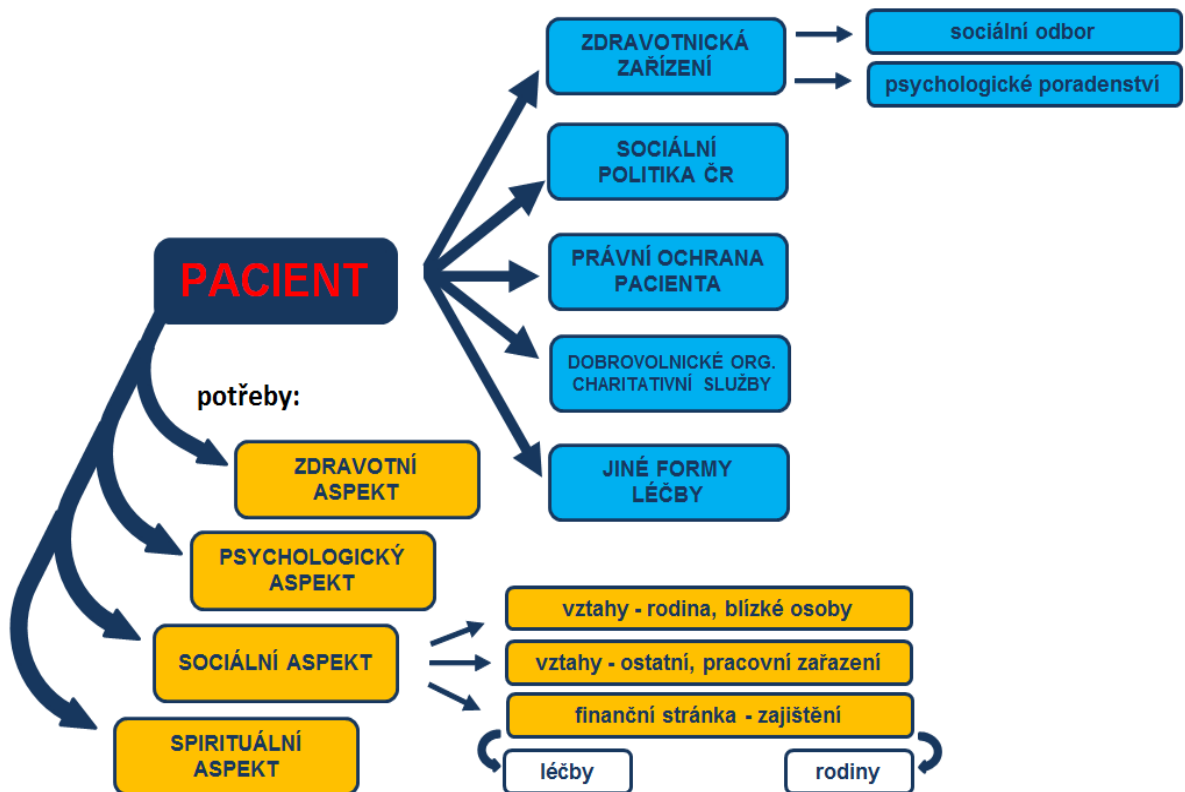 ZDRAVOTNICKÁ
ZAŘÍZENÍ
sociální odbor
psychologické poradenství
SOCIÁLNÍ
POLITIKA ČR
PRÁVNÍ OCHRANA
PACIENTA
DOBROVOLNICKÉ ORG.
CHARITATIVNÍ SLUŽBY
JINÉ FORMY
LÉČBY
PACIENT
potřeby:
ZDRAVOTNÍ
ASPEKT
PSYCHOLOGICKÝ
ASPEKT
SOCIÁLNÍ ASPEKT
vztahy - rodina, blízké osoby
vztahy - ostatní, pracovní zařazení
finanční stránka - zajištění
léčby
rodiny
SPIRITUÁLNÍ
ASPEKT